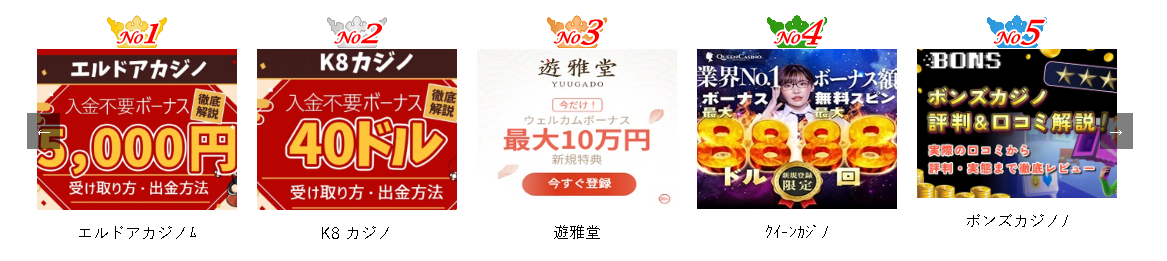 No1
エルドアカジノ
入金不要ボーナス
徹底
解説
5,000円
受け取り方・出金方法
エルドアカジノﾑ
No2
K8カジノ
入金不要ボーナス
徹底
解説
40ドル
受け取り方・出金方法
K8 カジノ
No3
遊雅堂
YUUGADO
今だけ！
ウェルカムボーナス
最大10万円
新規特典
今すぐ登録
遊雅堂
No4
QUEENCASINO
業界No.1 ボーナス額
ボーナス
最大
無料スピン
最大
88888
ドル
回
新規登録
限定
ｸｲｰﾝｶｼﾞﾉ
No5
BONS
ボンズカジノ
評判&口コミ解説！
実際の口コミから
評判・実態まで徹底レビュー
ボンズカジノﾉ
←
→